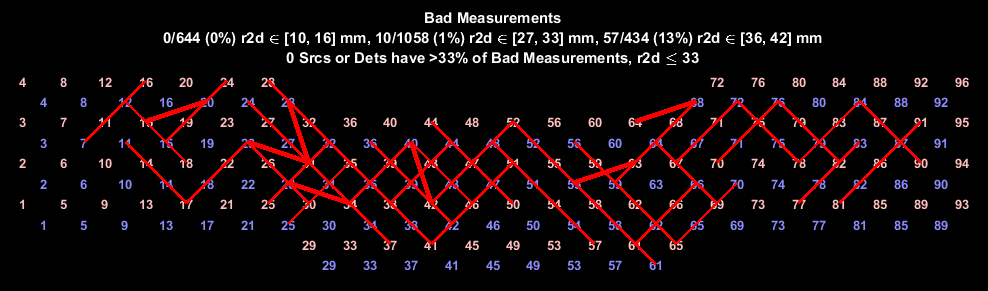 Bad Measurements
0/644 (0%) r2d ∈ [10, 16] mm, 10/1058 (1%) r2d ∈ [27, 33] mm, 57/434 (13%) r2d ∈ [36, 42] mm
0 Srcs or Dets have >33% of Bad Measurements, r2d ≤ 33
4 8 12 16 20 24 28 72 76 80 84 88 92 96
4 8 12 16 20 24 28 68 72 76 80 84 88 92
3 7 11 15 19 23 27 32 36 40 44 48 52 56 60 64 68 71 75 79 83 87 91 95
3 7 11 15 19 23 27 32 36 40 44 48 52 56 60 64 67 71 75 79 83 87 91
2 6 10 14 18 22 26 31 35 39 43 47 51 55 59 63 67 70 74 78 82 86 90 94
2 6 10 14 18 22 26 31 35 39 43 47 51 55 59 63 66 70 74 78 82 86 90
1 5 9 13 17 21 25 30 34 38 42 46 50 54 58 62 66 69 73 77 81 85 89 93
1 5 9 13 17 21 25 30 34 38 42 46 50 54 58 62 65 69 73 77 81 85 89
29 33 37 41 45 49 53 57 61 65
29 33 37 41 45 49 53 57 61